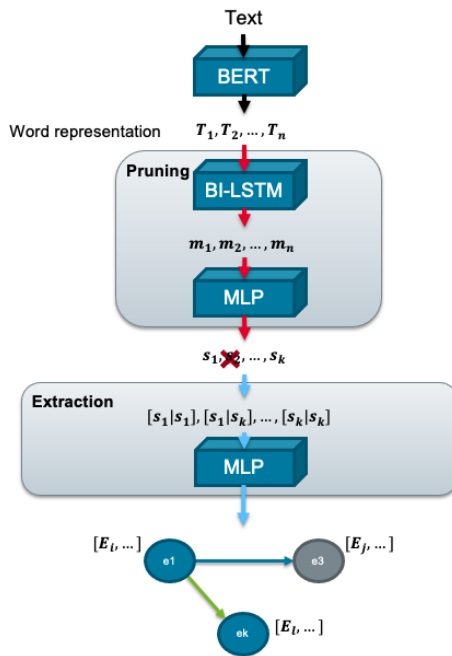 Text
BERT
Word representation T₁, T₂, ..., Tₙ
Pruning
BI-LSTM
m₁, m₂, ..., mₙ
MLP
s₁, s₂, ..., sₖ
Extraction
[s₁|s₁], [s₁|sₖ], ..., [sₖ|sₖ]
MLP
[Eᵢ, ...] [Eⱼ, ...]
e1 e3
ek [Eₗ, ...]